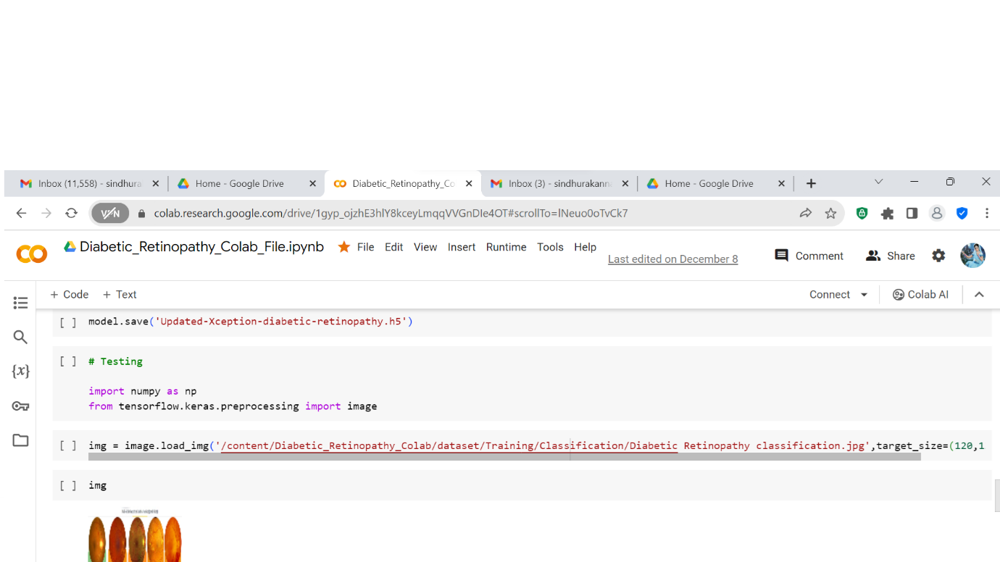 Inbox (11,558) - sindhura
Home - Google Drive
Diabetic_Retinopathy_Co
Inbox (3) - sindhurakann
Home - Google Drive
VPN
colab.research.google.com/drive/1gyp_ojzhE3hlY8kceyLmqqVVGnDIe4OT#scrollTo=lNeuo0oTvCk7
CO
Diabetic_Retinopathy_Colab_File.ipynb
File Edit View Insert Runtime Tools Help
Last edited on December 8
Comment
Share
+ Code + Text
Connect
Colab AI
[ ] model.save('Updated-Xception-diabetic-retinopathy.h5')
[ ] # Testing
import numpy as np
from tensorflow.keras.preprocessing import image
{x}
[ ] img = image.load_img('/content/Diabetic_Retinopathy_Colab/dataset/Training/Classification/Diabetic Retinopathy classification.jpg',target_size=(120,1
[ ] img